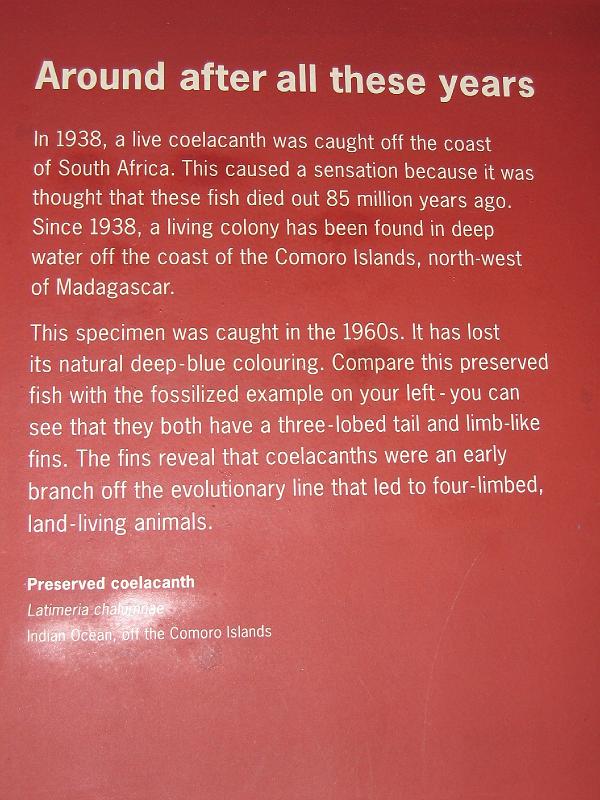 Around after all these years
In 1938, a live coelacanth was caught off the coast
of South Africa. This caused a sensation because it was
thought that these fish died out 85 million years ago.
Since 1938, a living colony has been found in deep
water off the coast of the Comoro Islands, north-west
of Madagascar.
This specimen was caught in the 1960s. It has lost
its natural deep-blue colouring. Compare this preserved
fish with the fossilized example on your left - you can
see that they both have a three-lobed tail and limb-like
fins. The fins reveal that coelacanths were an early
branch off the evolutionary line that led to four-limbed,
land-living animals.
Preserved coelacanth
Latimeria chalumnae
Indian Ocean, off the Comoro Islands